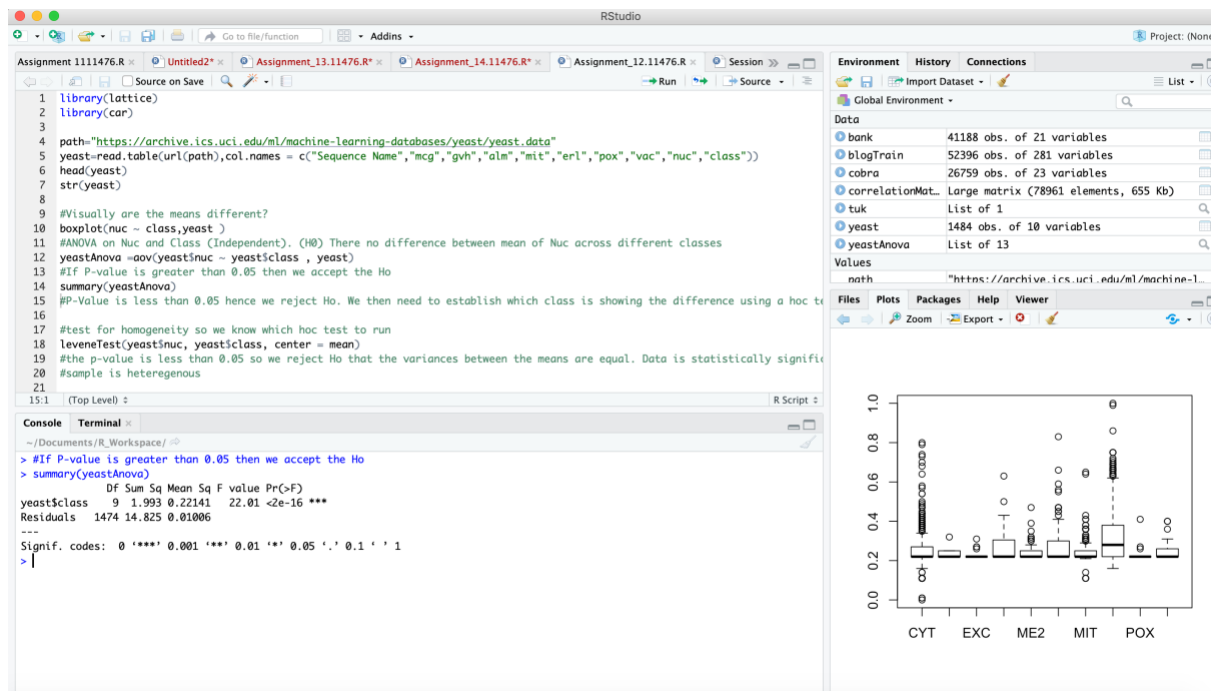 RStudio
Go to file/function
Addins
Project: (None
Assignment 1111476.R
Untitled2*
Assignment_13.11476.R*
Assignment_14.11476.R*
Assignment_12.11476.R
Session
Source on Save
Run
Source
1 library(lattice)
2 library(car)
3
4 path="https://archive.ics.uci.edu/ml/machine-learning-databases/yeast/yeast.data"
5 yeast=read.table(url(path),col.names = c("Sequence Name","mcg","gvh","alm","mit","erl","pox","vac","nuc","class"))
6 head(yeast)
7 str(yeast)
8
9 #Visually are the means different?
10 boxplot(nuc ~ class,yeast )
11 #ANOVA on Nuc and Class (Independent). (H0) There no difference between mean of Nuc across different classes
12 yeastAnova =aov(yeast$nuc ~ yeast$class , yeast)
13 #If P-value is greater than 0.05 then we accept the Ho
14 summary(yeastAnova)
15 #P-Value is less than 0.05 hence we reject Ho. We then need to establish which class is showing the difference using a hoc te
16
17 #test for homogeneity so we know which hoc test to run
18 leveneTest(yeast$nuc, yeast$class, center = mean)
19 #the p-value is less than 0.05 so we reject Ho that the variances between the means are equal. Data is statistically signific
20 #sample is heteregenous
21
15:1 (Top Level) R Script
Console Terminal
~/Documents/R_Workspace/
> #If P-value is greater than 0.05 then we accept the Ho
> summary(yeastAnova)
Df Sum Sq Mean Sq F value Pr(>F)
yeast$class 9 1.993 0.22141 22.01 <2e-16 ***
Residuals 1474 14.825 0.01006
---
Signif. codes: 0 ‘***’ 0.001 ‘**’ 0.01 ‘*’ 0.05 ‘.’ 0.1 ‘ ’ 1
>
Environment History Connections
Import Dataset
List
Global Environment
Data
bank 41188 obs. of 21 variables
blogTrain 52396 obs. of 281 variables
cobra 26759 obs. of 23 variables
correlationMat… Large matrix (78961 elements, 655 Kb)
tuk List of 1
yeast 1484 obs. of 10 variables
yeastAnova List of 13
Values
path "https://archive.ics.uci.edu/ml/machine-l…
Files Plots Packages Help Viewer
Zoom Export
1.0
0.8
0.6
0.4
0.2
0.0
CYT EXC ME2 MIT POX